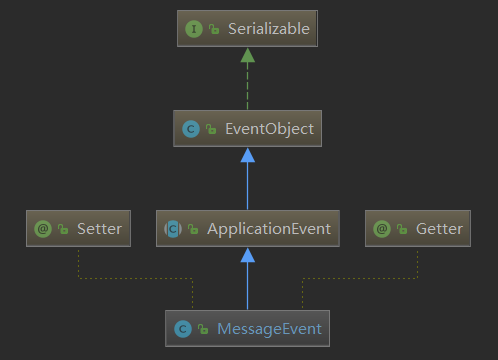 I Serializable
C EventObject
@ Setter
C ApplicationEvent
@ Getter
C MessageEvent